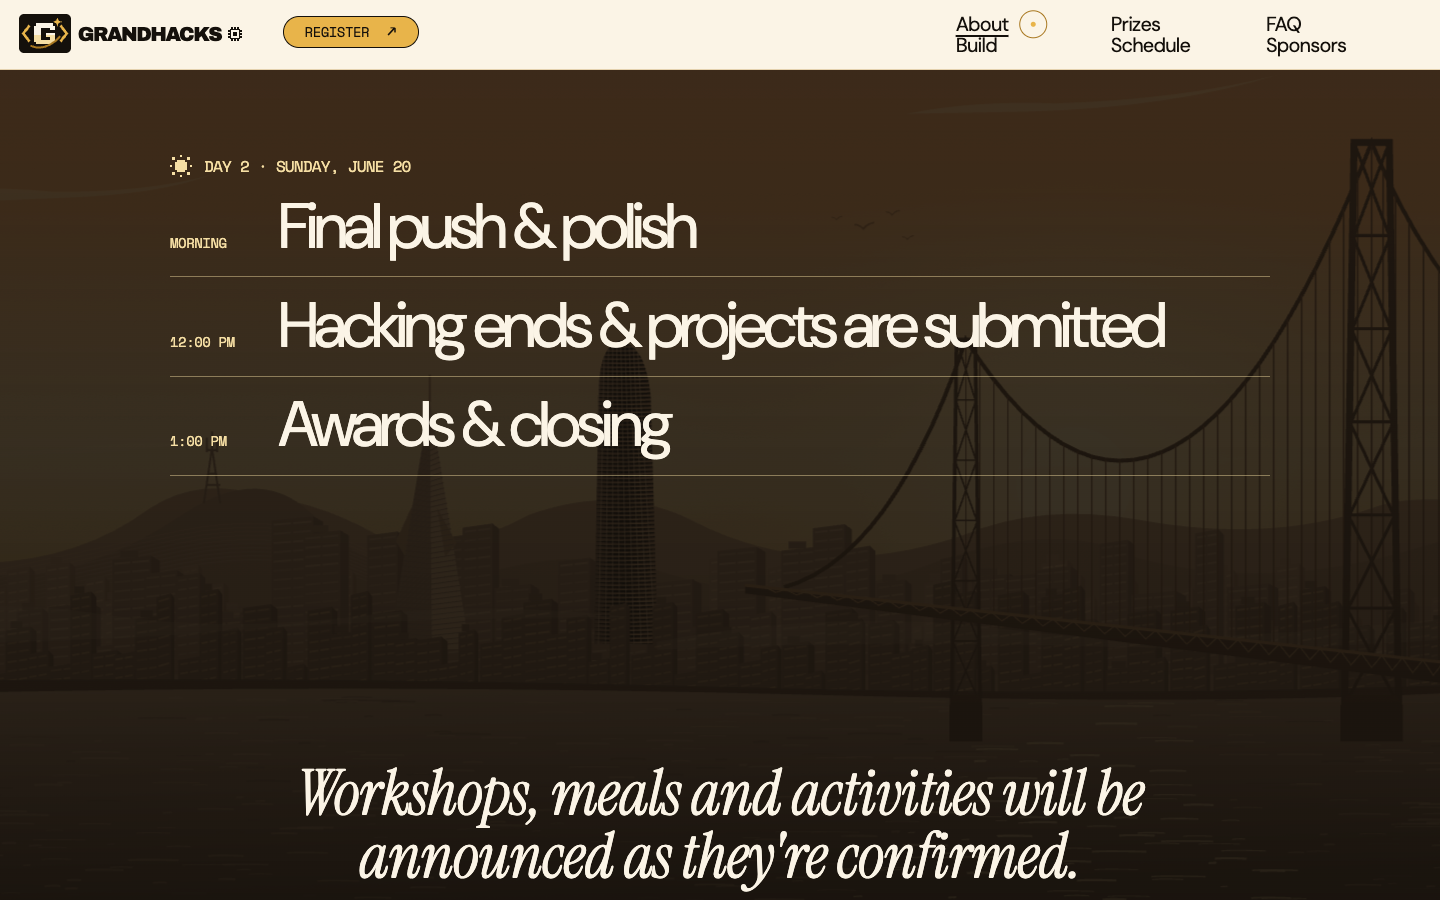 GRANDHACKS
REGISTER ↗
About
Build
Prizes
Schedule
FAQ
Sponsors
DAY 2 · SUNDAY, JUNE 20
MORNING
Final push & polish
12:00 PM
Hacking ends & projects are submitted
1:00 PM
Awards & closing
Workshops, meals and activities will be
announced as they're confirmed.